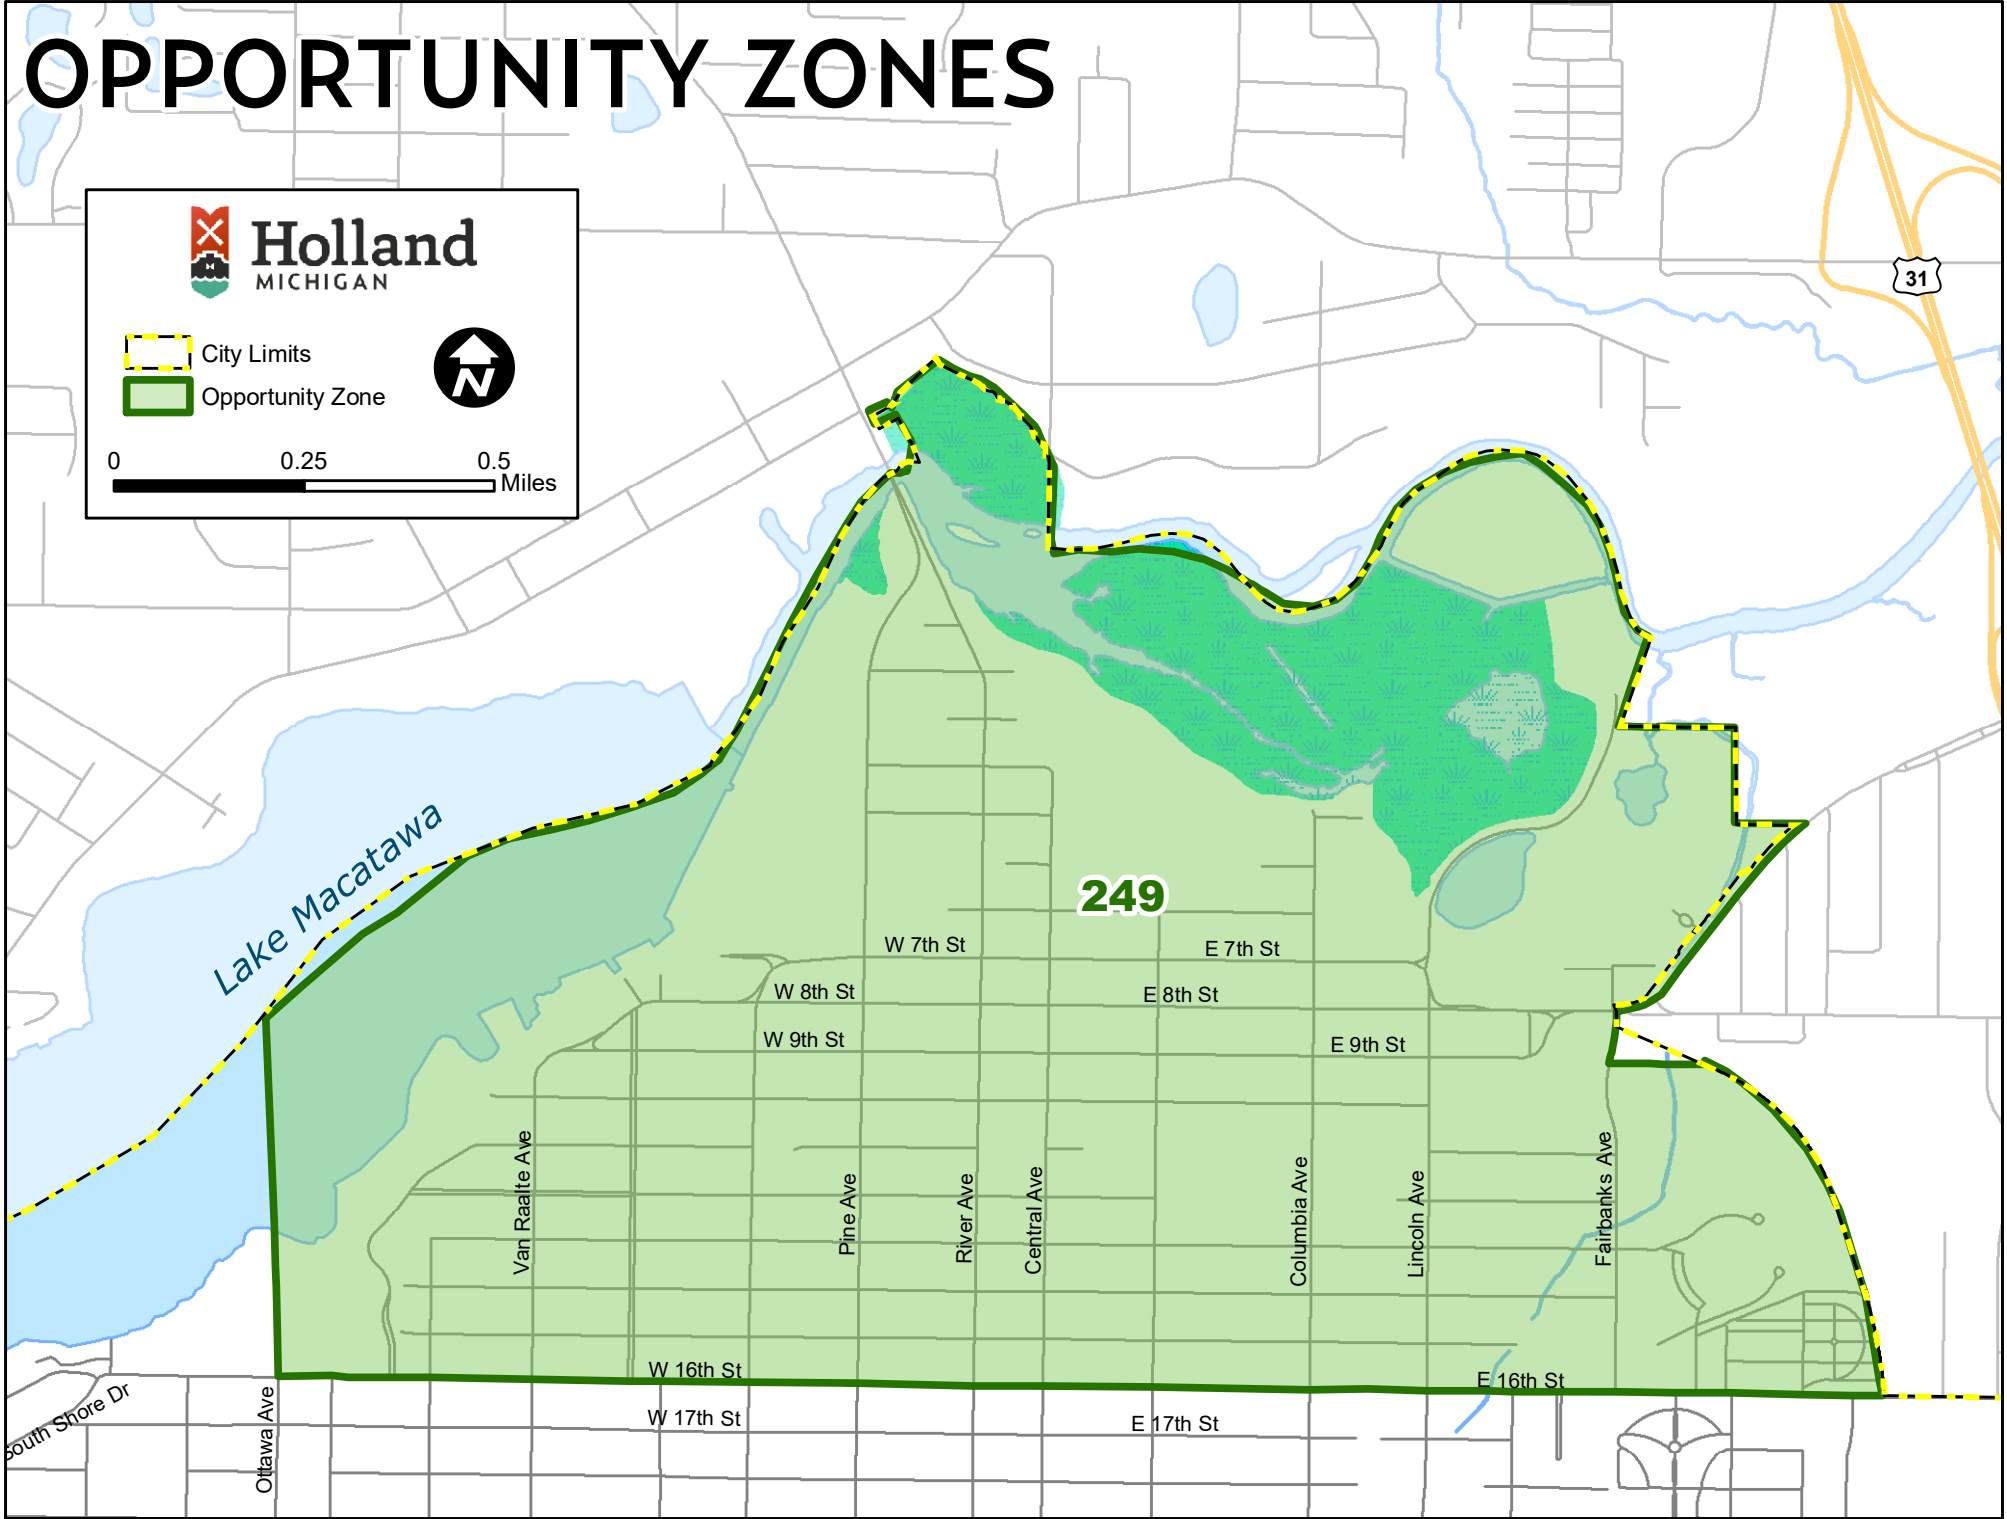 OPPORTUNITY ZONES
Holland
MICHIGAN
City Limits
Opportunity Zone
N
0 0.25 0.5
Miles
31
Lake Macatawa
249
W 7th St
E 7th St
W 8th St
E 8th St
W 9th St
E 9th St
Van Raalte Ave
Pine Ave
River Ave
Central Ave
Columbia Ave
Lincoln Ave
Fairbanks Ave
W 16th St
E 16th St
South Shore Dr
Ottawa Ave
W 17th St
E 17th St